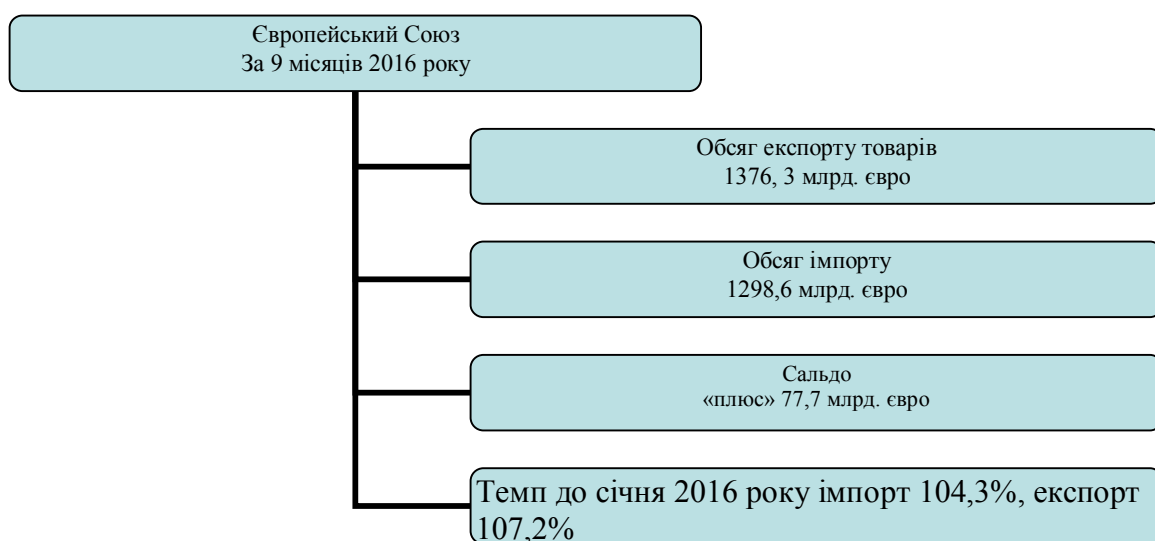 Європейський Союз
За 9 місяців 2016 року
Обсяг експорту товарів
1376, 3 млрд. євро
Обсяг імпорту
1298,6 млрд. євро
Сальдо
«плюс» 77,7 млрд. євро
Темп до січня 2016 року імпорт 104,3%, експорт
107,2%